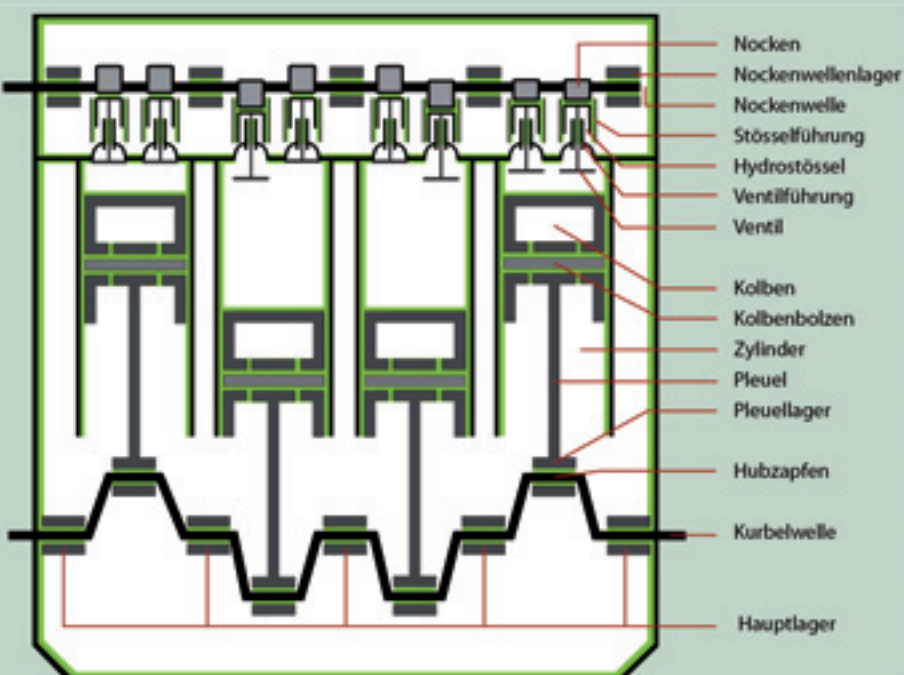 Nocken
Nockenwellenlager
Nockenwelle
Stösselführung
Hydrostössel
Ventilführung
Ventil
Kolben
Kolbenbolzen
Zylinder
Pleuel
Pleuellager
Hubzapfen
Kurbelwelle
Hauptlager